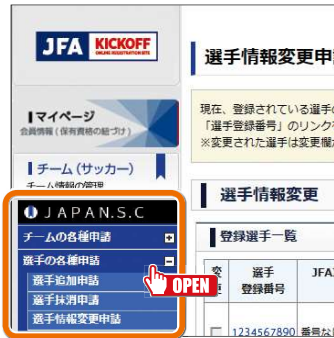 JFA KICKOFF
ONLINE REGISTRATION SITE
マイページ
会員情報(保有資格の紐づけ)
チーム(サッカー)
チーム情報の管理
JAPAN.S.C
チームの各種申請
選手の各種申請
選手追加申請
選手抹消申請
選手情報変更申請
OPEN
選手情報変更申
現在、登録されている選手の
「選手登録番号」のリンクを
※変更された選手は変更欄
選手情報変更
登録選手一覧
変
更
選手
登録番号
JFA
1234567890
番号な